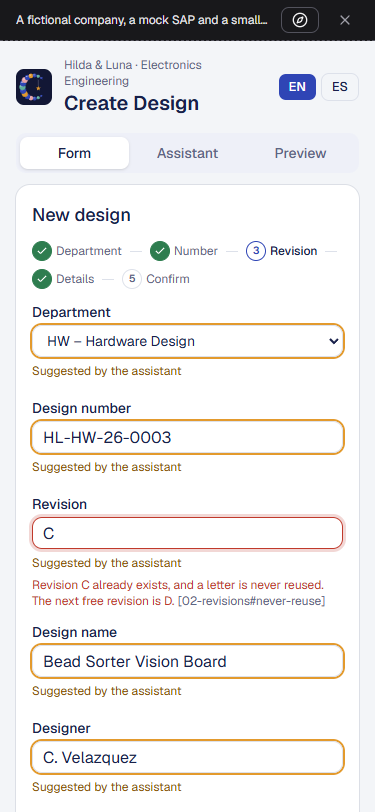 A fictional company, a mock SAP and a small...
Hilda & Luna · Electronics
Engineering
Create Design
EN
ES
Form
Assistant
Preview
New design
Department
Number
3
Revision
Details
5
Confirm
Department
HW – Hardware Design
Suggested by the assistant
Design number
HL-HW-26-0003
Suggested by the assistant
Revision
C
Suggested by the assistant
Revision C already exists, and a letter is never reused.
The next free revision is D. [02-revisions#never-reuse]
Design name
Bead Sorter Vision Board
Suggested by the assistant
Designer
C. Velazquez
Suggested by the assistant